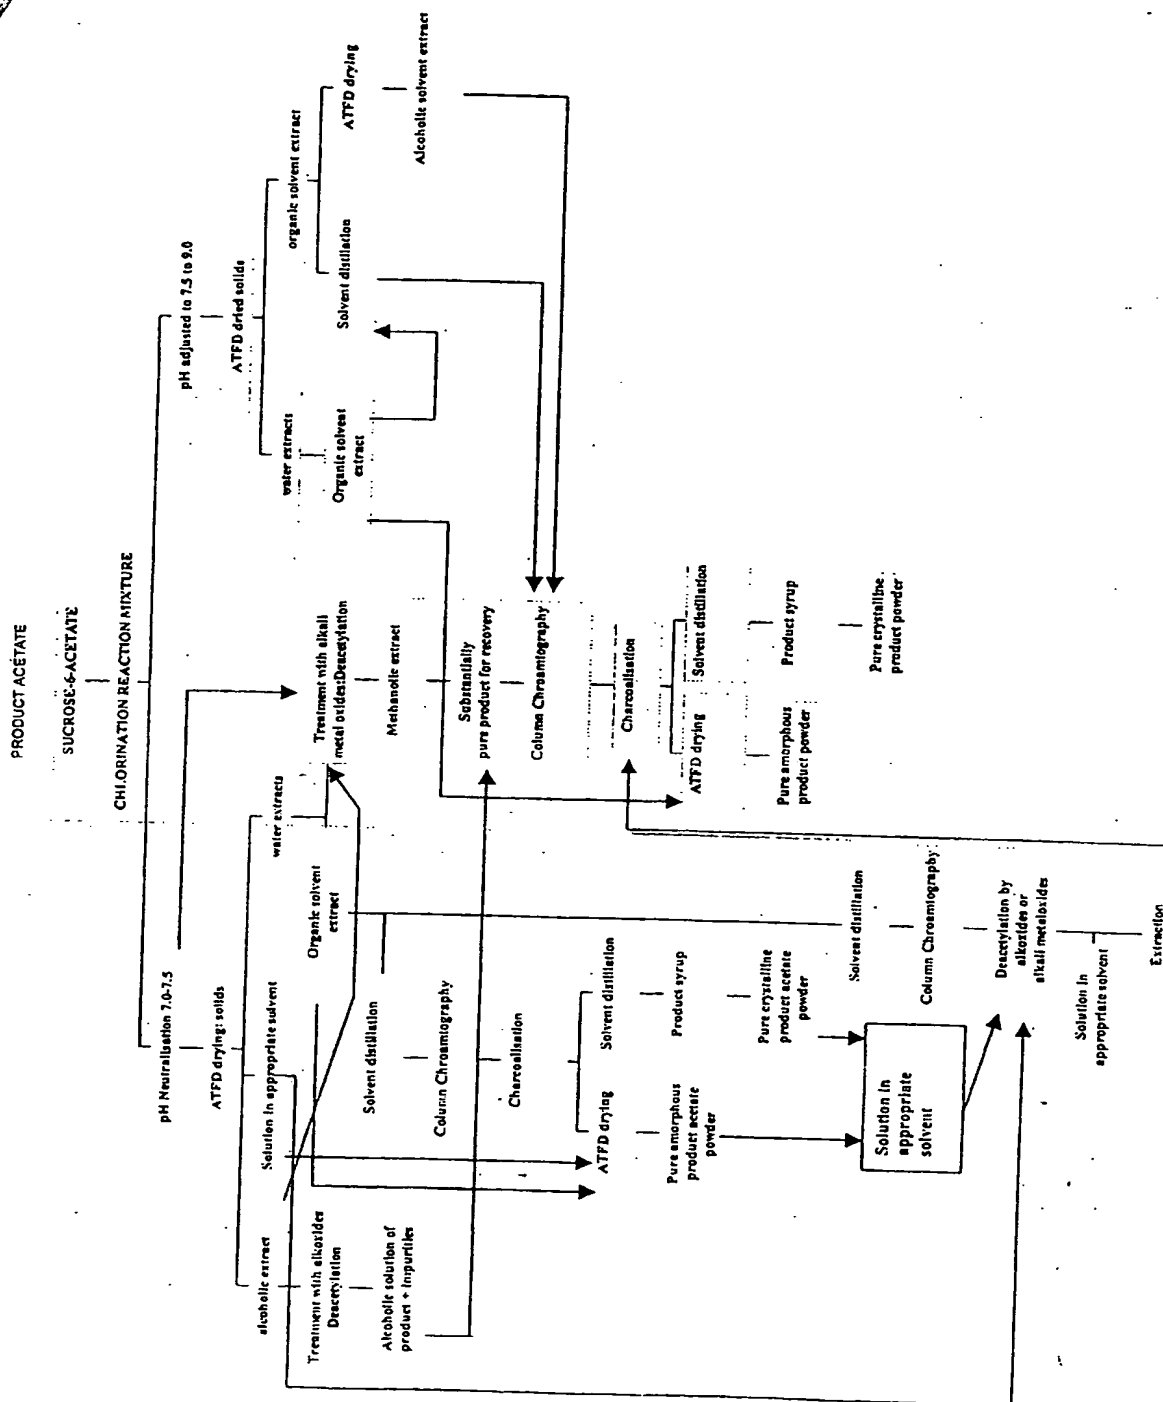 PRODUCT ACETATE
SUCROSE-6-ACETATE
CHLORINATION REACTION MIXTURE
pH Neutralisation 7.0-7.5
pH adjusted to 7.5 to 9.0
ATFD drying: solids
ATFD dried solids
alcoholic extract
Solution in appropriate solvent
water extracts
water extracts
organic solvent extract
Treatment with alkoxides
Deacetylation
Organic solvent
extract
Treatment with alkali
metal oxides:Deacetylation
Organic solvent
extract
Solvent distilation
ATFD drying
Alcoholic solution of
product + impurities
Solvent distillation
Methanolic extract
Alcoholic solvent extract
Column Chroamtography
Substantially
pure product for recovery
Charcoalisation
Column Chroamtography
ATFD drying
Solvent distillation
Charcoalisation
Pure amorphous
product acetate
powder
Product syrup
ATFD drying
Solvent distillation
Pure crystalline
product acetate
powder
Pure amorphous
product powder
Product syrup
Solution in
appropriate
solvent
Solvent distillation
Pure crystalline
product powder
Column Chroamtography
Deacetylation by
alkoxides or
alkali metaloxides
Solution in
appropriate solvent
Extraction